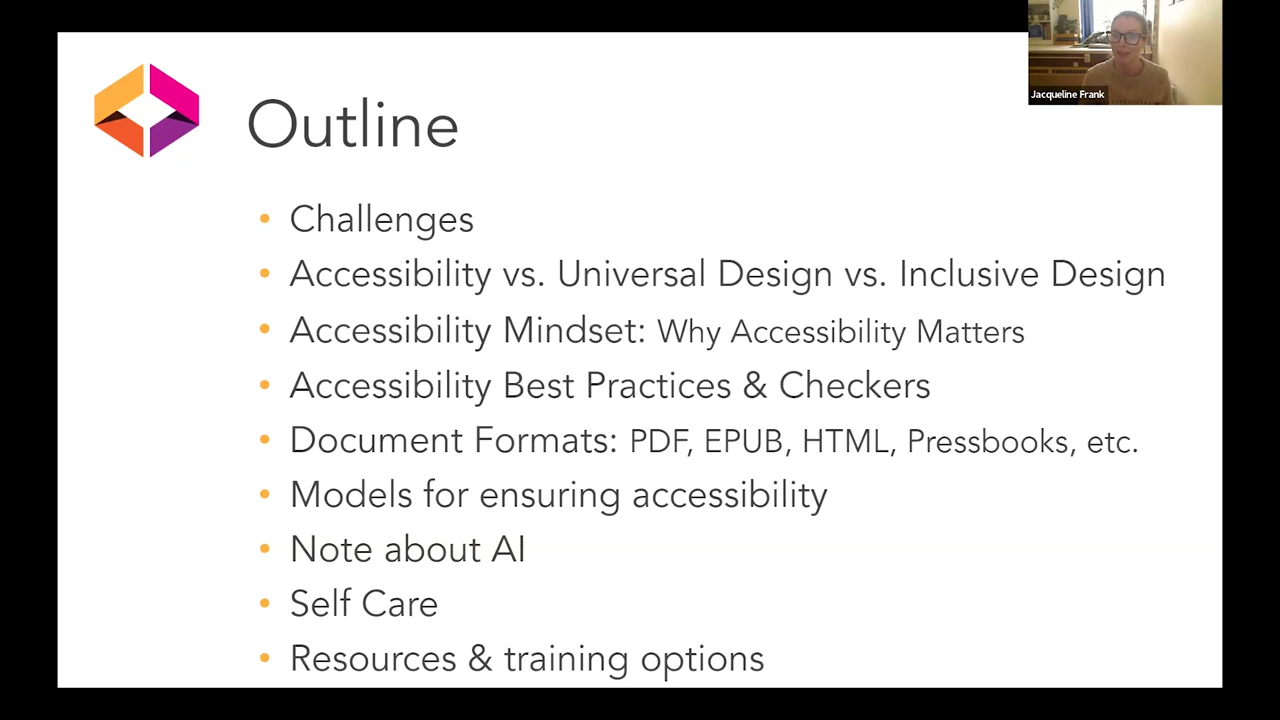 Jacqueline Frank
Outline
• Challenges
• Accessibility vs. Universal Design vs. Inclusive Design
• Accessibility Mindset: Why Accessibility Matters
• Accessibility Best Practices & Checkers
• Document Formats: PDF, EPUB, HTML, Pressbooks, etc.
• Models for ensuring accessibility
• Note about AI
• Self Care
• Resources & training options